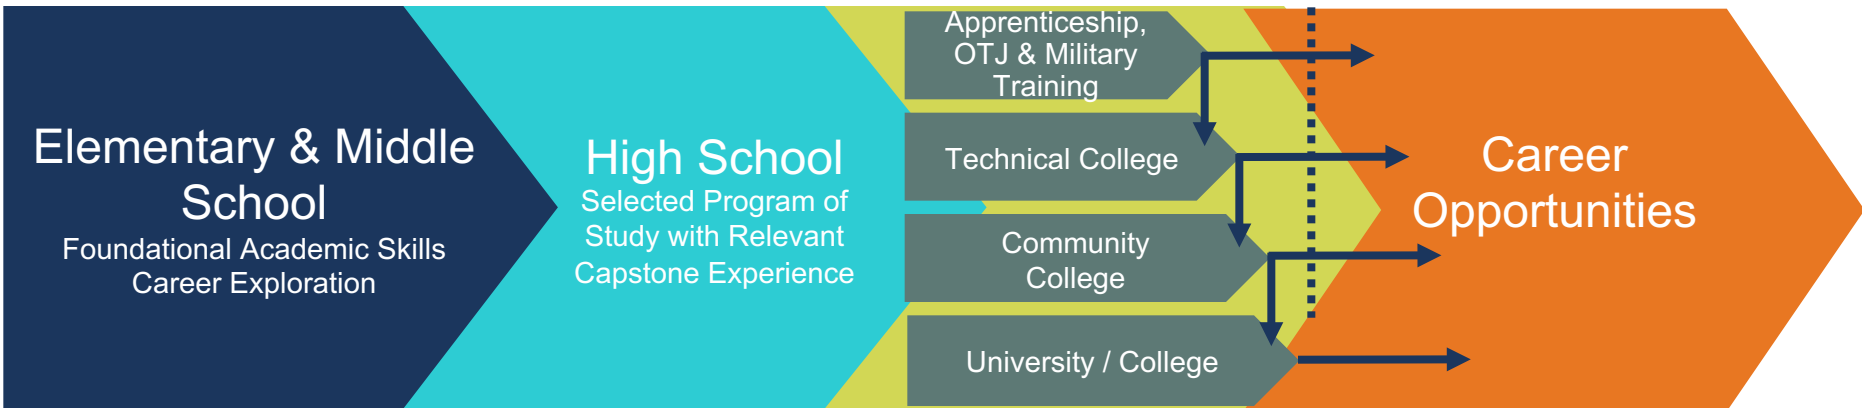 Elementary & Middle
School
Foundational Academic Skills
Career Exploration
High School
Selected Program of
Study with Relevant
Capstone Experience
Apprenticeship,
OTJ & Military
Training
Technical College
Community
College
University / College
Career
Opportunities